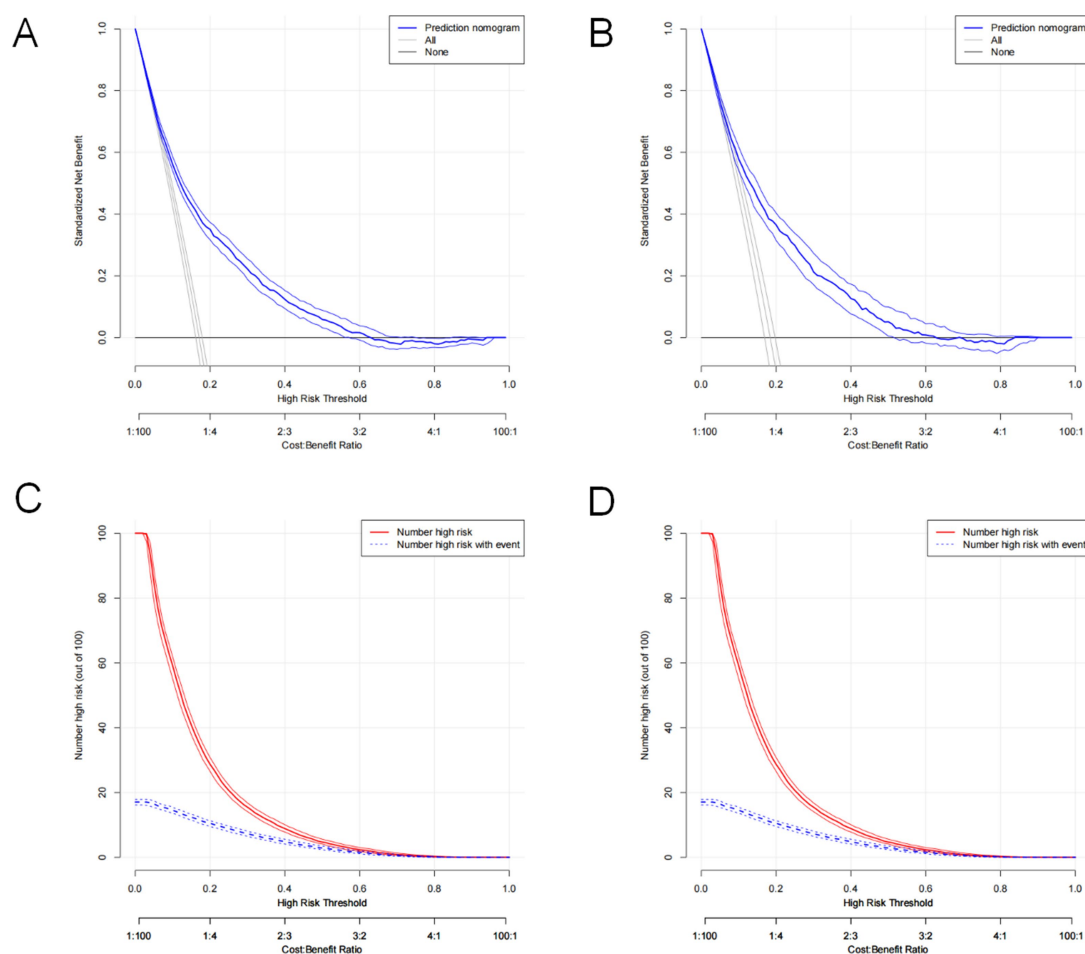 A
Prediction nomogram
All
None
Standardized Net Benefit
1.0
0.8
0.6
0.4
0.2
0.0
0.0 0.2 0.4 0.6 0.8 1.0
High Risk Threshold
1:100 1:4 2:3 3:2 4:1 100:1
Cost:Benefit Ratio
B
Prediction nomogram
All
None
Standardized Net Benefit
1.0
0.8
0.6
0.4
0.2
0.0
0.0 0.2 0.4 0.6 0.8 1.0
High Risk Threshold
1:100 1:4 2:3 3:2 4:1 100:1
Cost:Benefit Ratio
C
Number high risk
Number high risk with event
Number high risk (out of 100)
100
80
60
40
20
0
0.0 0.2 0.4 0.6 0.8 1.0
High Risk Threshold
1:100 1:4 2:3 3:2 4:1 100:1
Cost:Benefit Ratio
D
Number high risk
Number high risk with event
Number high risk (out of 100)
100
80
60
40
20
0
0.0 0.2 0.4 0.6 0.8 1.0
High Risk Threshold
1:100 1:4 2:3 3:2 4:1 100:1
Cost:Benefit Ratio